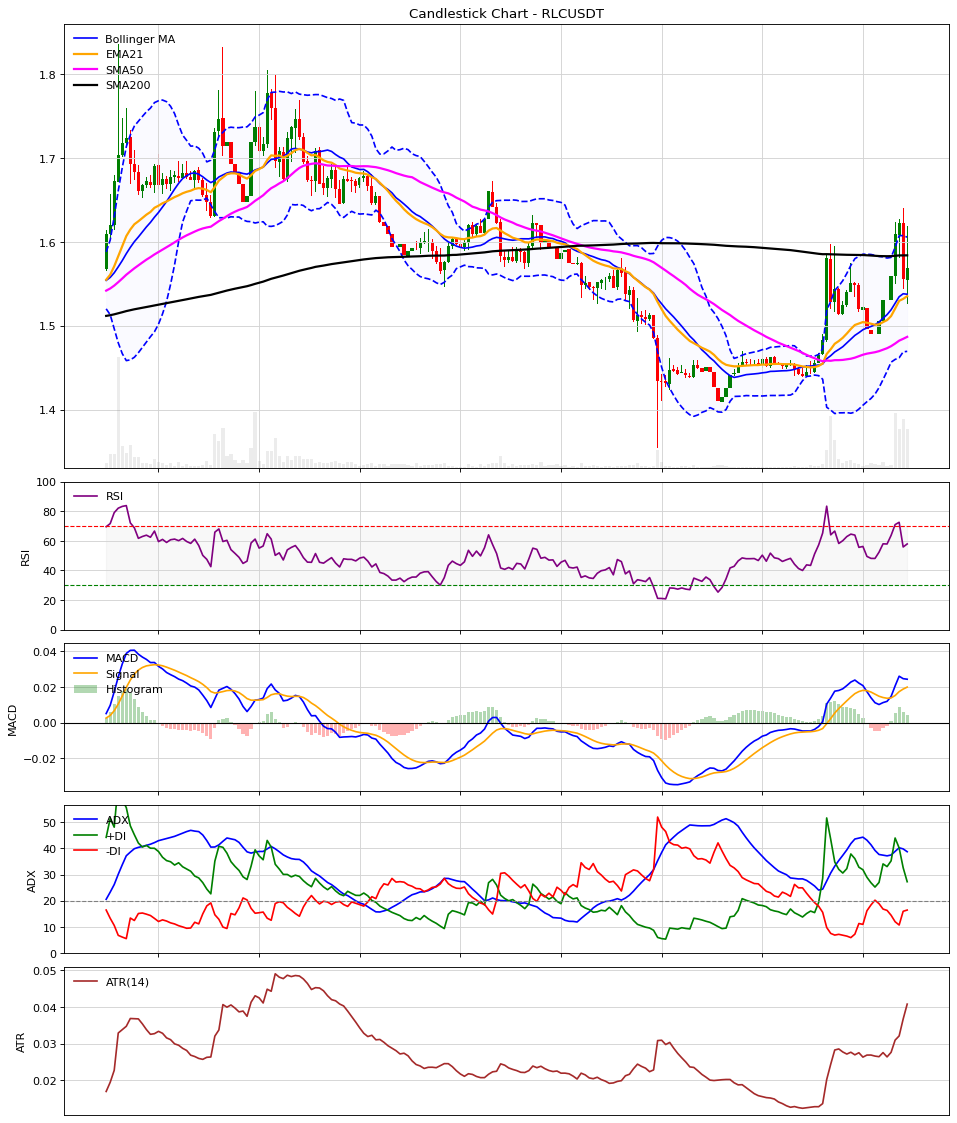 Candlestick Chart - RLCUSDT
Bollinger MA
EMA21
SMA50
SMA200
1.8
1.7
1.6
1.5
1.4
RSI
100
80
60
40
20
0
RSI
MACD
Signal
Histogram
0.04
0.02
0.00
−0.02
MACD
ADX
+DI
-DI
50
40
30
20
10
0
ADX
ATR(14)
0.05
0.04
0.03
0.02
ATR